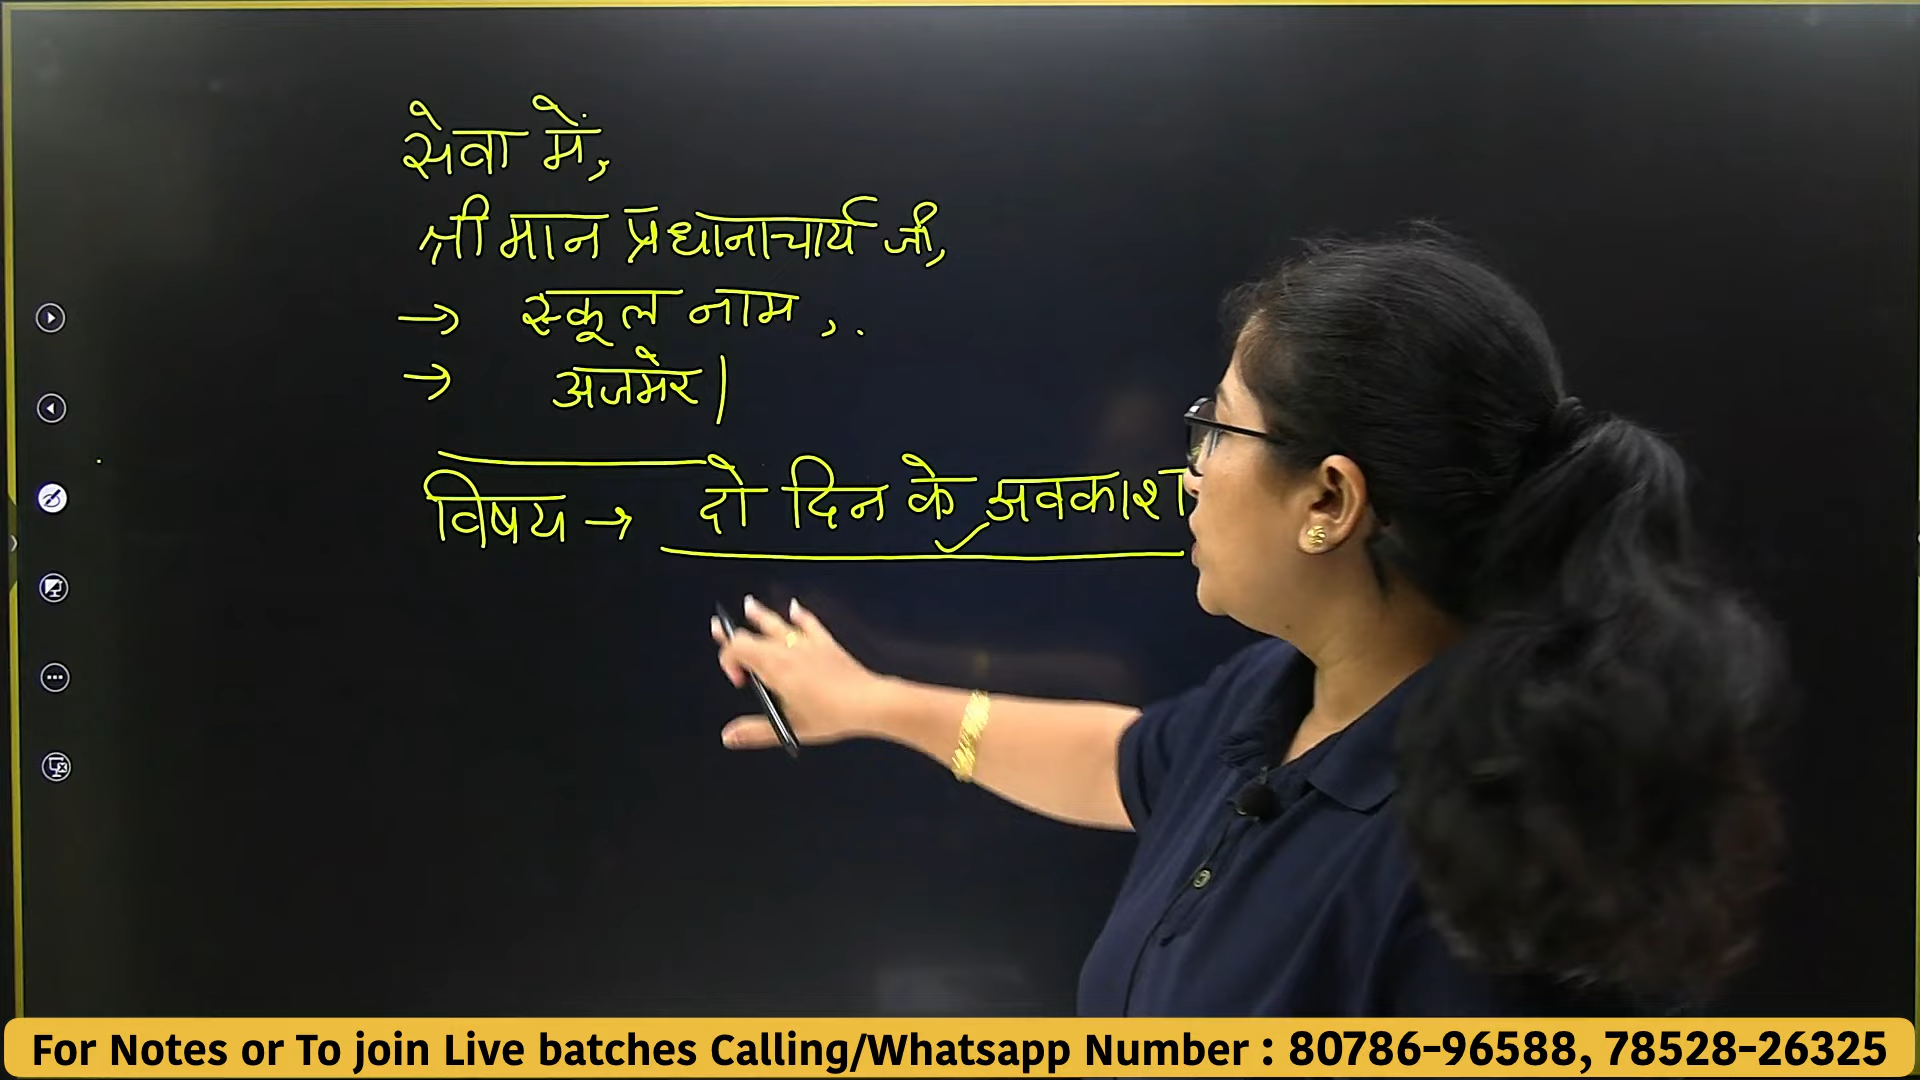 सेवा में,
श्रीमान प्रधानाचार्य जी,
→ स्कूल नाम ,.
→ अजमेर|
विषय → दो दिन के अवकाश
For Notes or To join Live batches Calling/Whatsapp Number : 80786-96588, 78528-26325